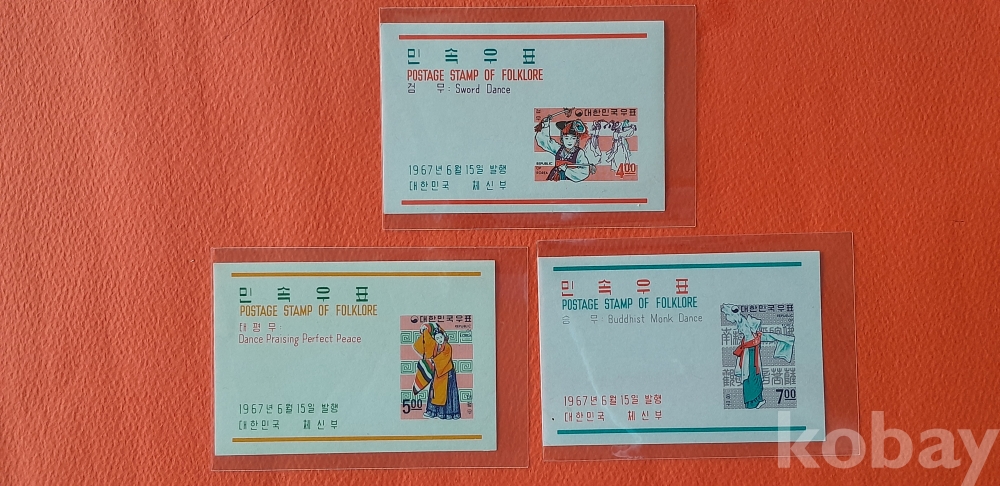 민속우표
POSTAGE STAMP OF FOLKLORE
검 무: Sword Dance
대한민국우표
검무
REPUBLIC
OF
KOREA
4.00
1967년 6월 15일 발행
대한민국 체신부
민속우표
POSTAGE STAMP OF FOLKLORE
태평무:
Dance Praising Perfect Peace
대한민국우표
REPUBLIC
KOREA
5.00
1967년 6월 15일 발행
대한민국 체신부
민속우표
POSTAGE STAMP OF FOLKLORE
승 무: Buddhist Monk Dance
대한민국우표
REPUBLIC
승무
7.00
1967년 6월 15일 발행
대한민국 체신부
kobay